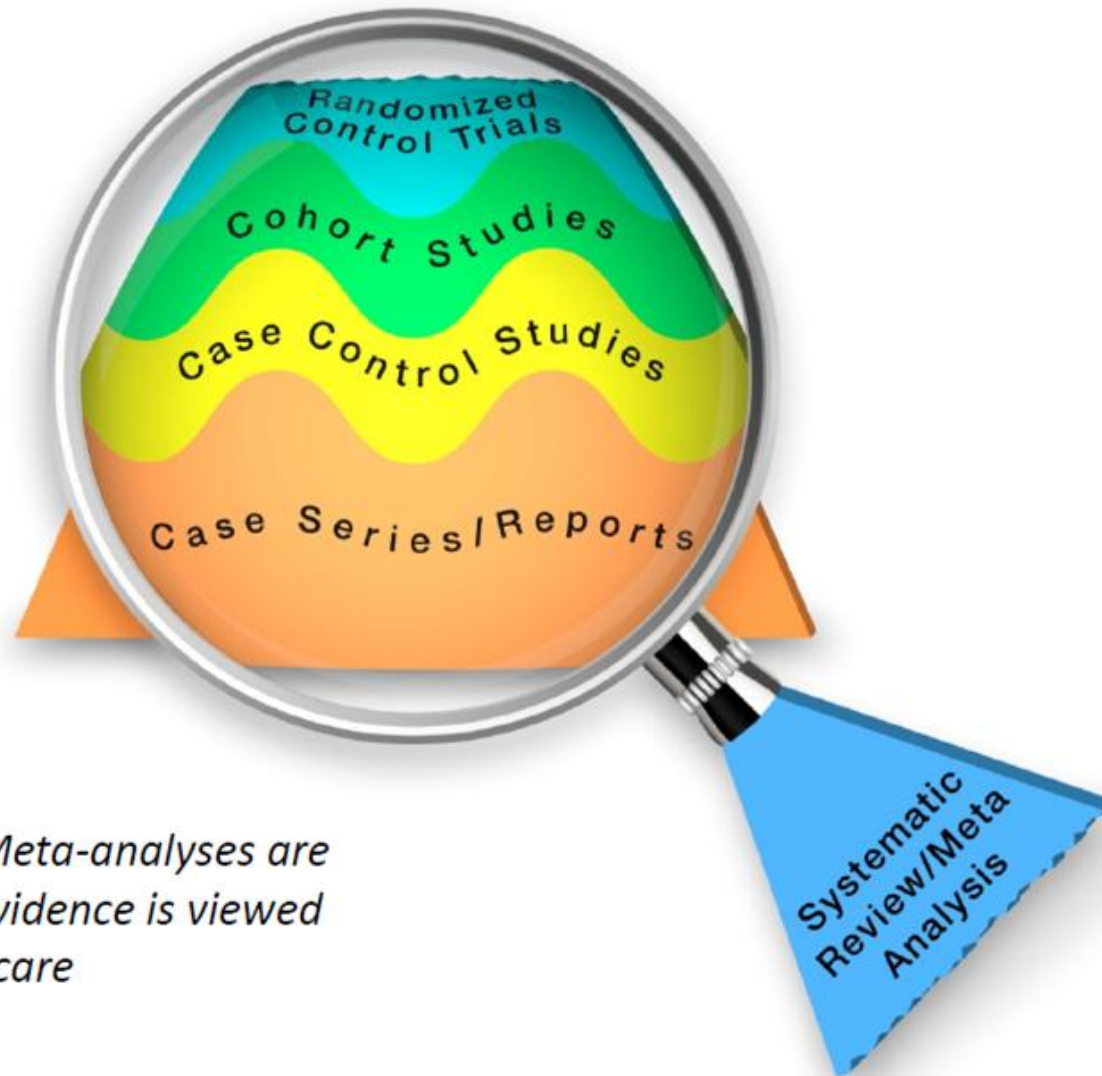 Randomized
Control Trials
Cohort Studies
Case Control Studies
Case Series/Reports
Meta-analyses are
vidence is viewed
care
Systematic
Review/Meta
Analysis